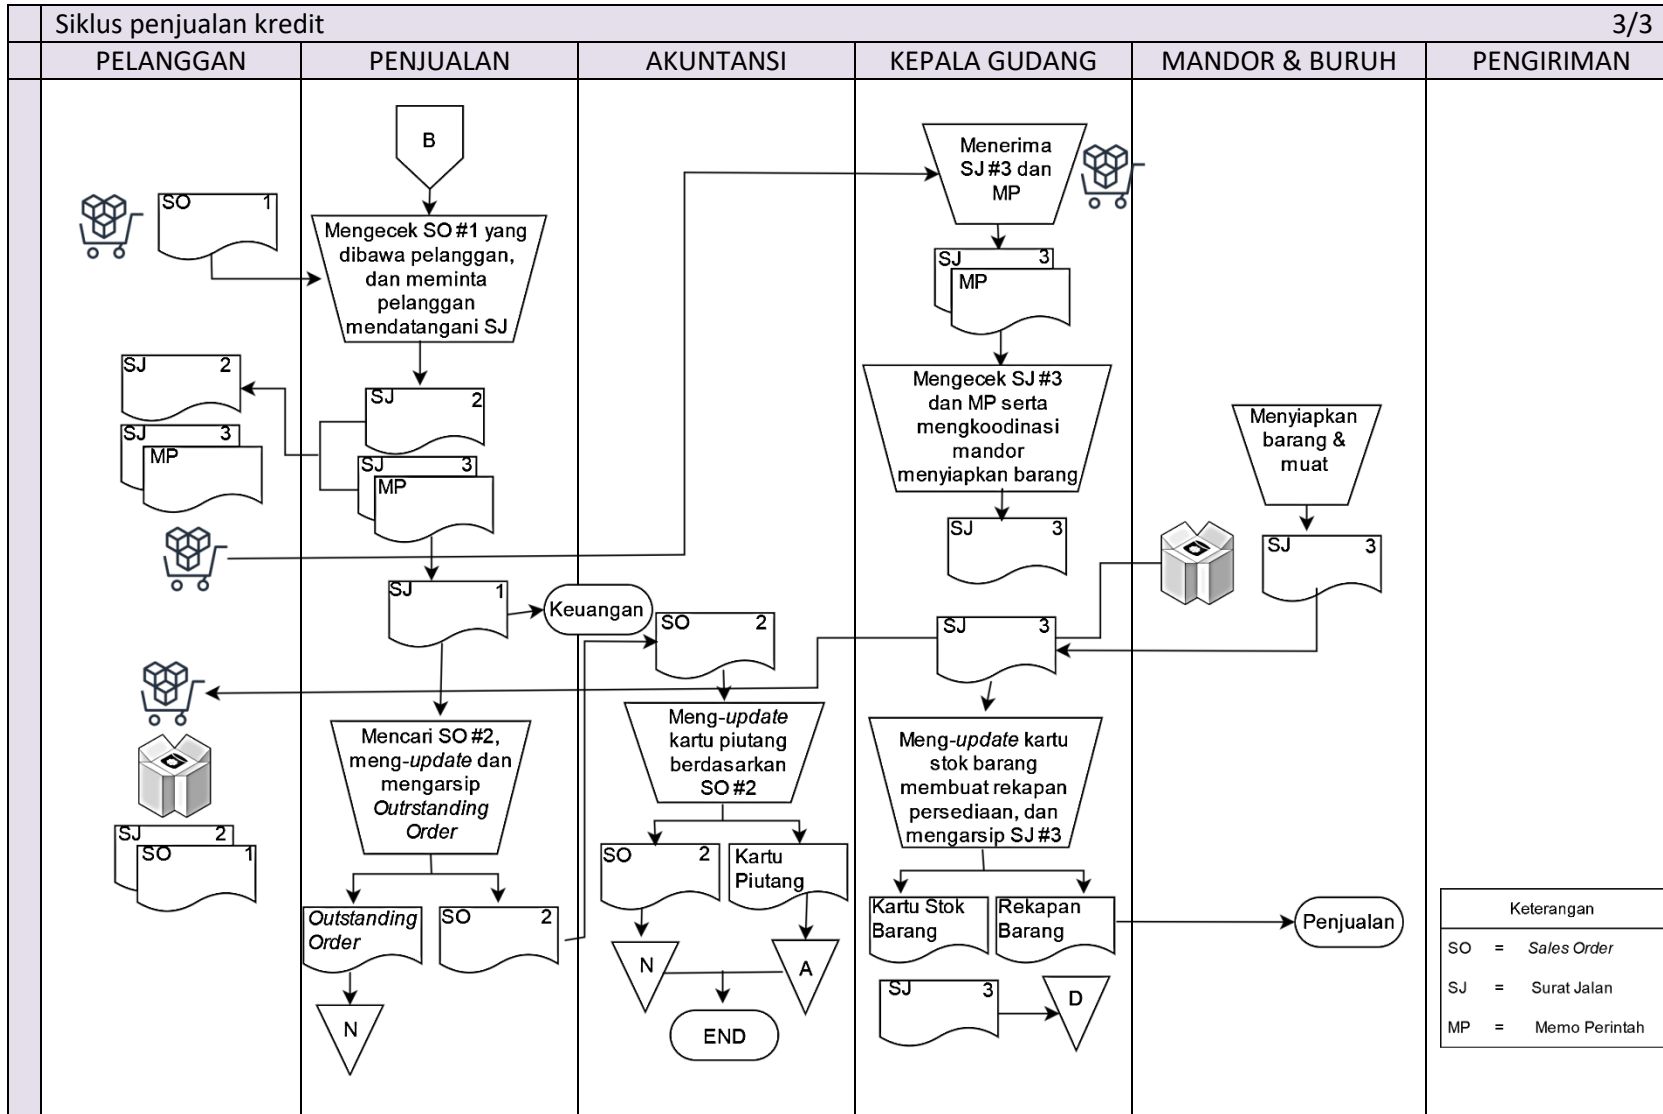 Siklus penjualan kredit 3/3
PELANGGAN PENJUALAN AKUNTANSI KEPALA GUDANG MANDOR & BURUH PENGIRIMAN
SO 1
SJ 2
SJ 3
MP
SJ 2
SO 1
B
Mengecek SO #1 yang
dibawa pelanggan,
dan meminta
pelanggan
mendatangani SJ
SJ 2
SJ 3
MP
SJ 1
Keuangan
Mencari SO #2,
meng-update dan
mengarsip
Outrstanding
Order
Outstanding
Order
SO 2
N
SO 2
Meng-update
kartu piutang
berdasarkan
SO #2
SO 2
Kartu
Piutang
N
A
END
Menerima
SJ #3 dan
MP
SJ 3
MP
Mengecek SJ #3
dan MP serta
mengkoodinasi
mandor
menyiapkan barang
SJ 3
SJ 3
Meng-update kartu
stok barang
membuat rekapan
persediaan, dan
mengarsip SJ #3
Kartu Stok
Barang
Rekapan
Barang
SJ 3
D
Menyiapkan
barang &
muat
SJ 3
Penjualan
Keterangan
SO = Sales Order
SJ = Surat Jalan
MP = Memo Perintah